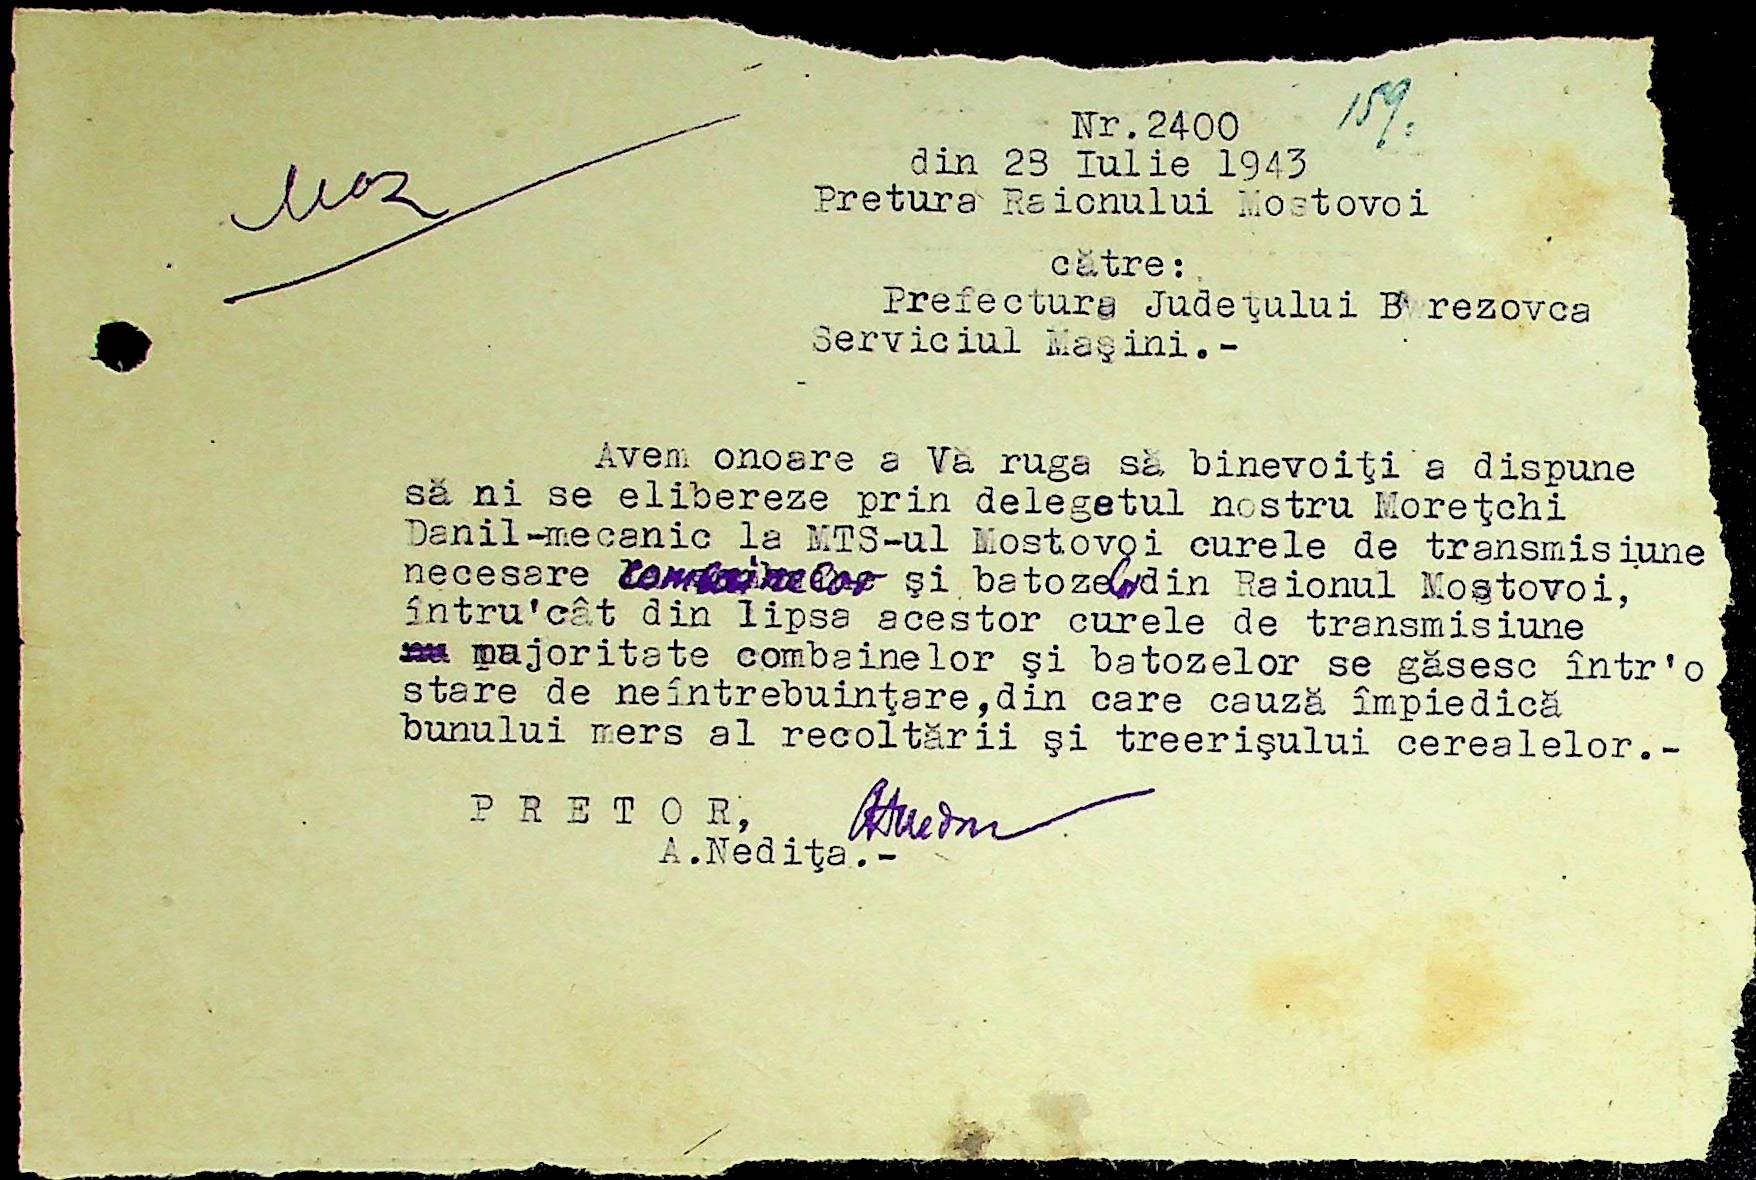 159.
Nr.2400
din 28 Iulie 1943
Pretura Raionului Mostovoi
către:
Prefectura Judeţului Berezovca
Serviciul Maşini.-
Avem onoare a Vă ruga să binevoiţi a dispune
să ni se elibereze prin delegatul nostru Moreţchi
Danil-mecanic la MTS-ul Mostovoi curele de transmisiune
necesare combainelor şi batozelor din Raionul Mostovoi,
întru'cât din lipsa acestor curele de transmisiune
majoritate combainelor şi batozelor se găsesc într'o
stare de neîntrebuinţare,din care cauză împiedică
bunului mers al recoltării şi treerişului cerealelor.-
P R E T O R,
A.Nediţa.-